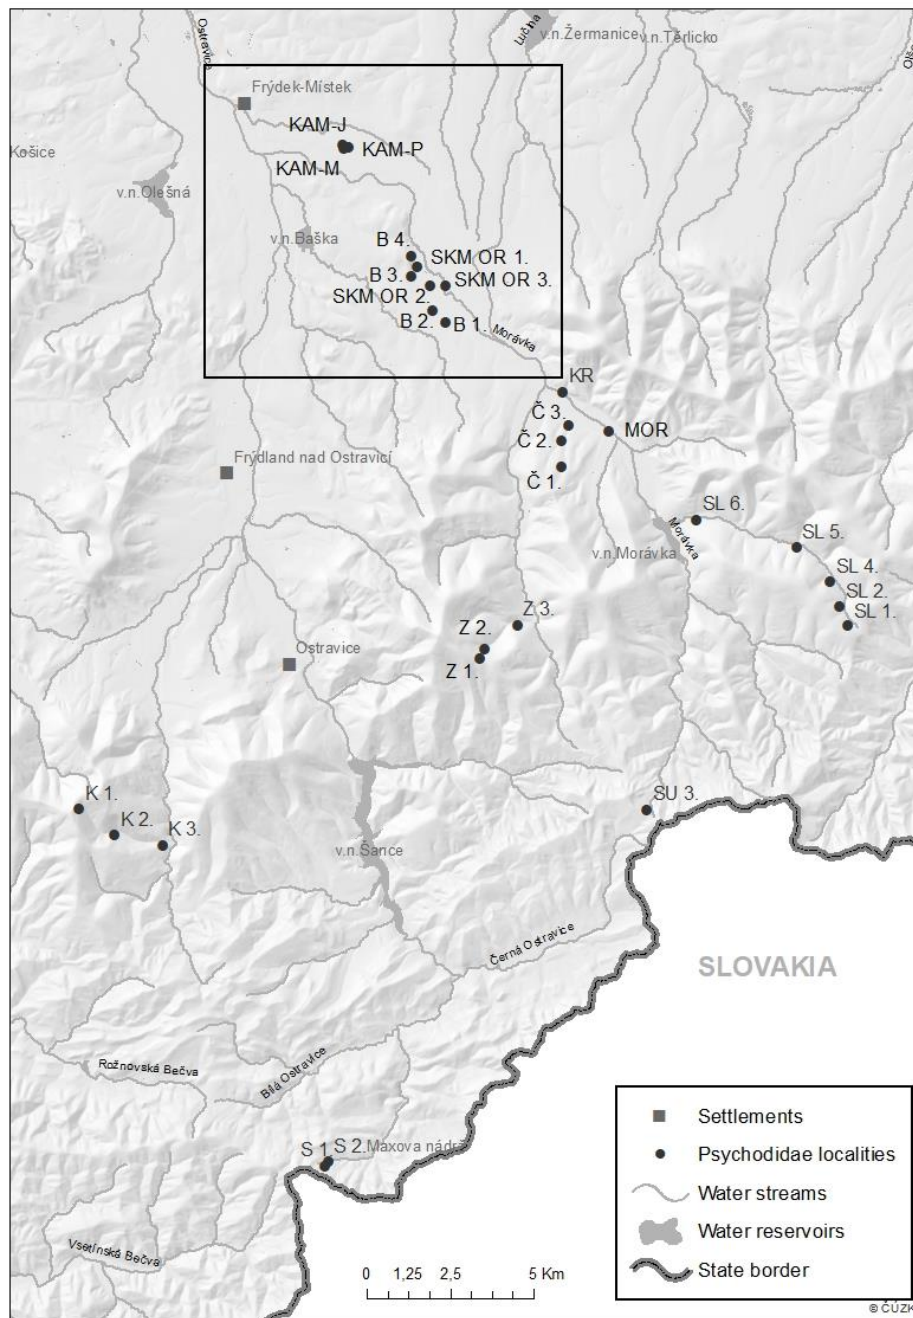 Ostravice
Lučina
v.n.Žermanice
v.n.Těrlicko
Frýdek-Místek
KAM-J
KAM-P
KAM-M
Košice
v.n.Olešná
v.n.Baška
B 4.
SKM OR 1.
B 3.
SKM OR 3.
SKM OR 2.
B 2.
B 1.
Morávka
KR
Č 3.
MOR
Č 2.
Frýdland nad Ostravicí
Č 1.
SL 6.
Morávka
v.n.Morávka
SL 5.
SL 4.
SL 2.
SL 1.
Z 3.
Z 2.
Z 1.
Ostravice
K 1.
K 2.
K 3.
SU 3.
v.n.Šance
Černá Ostravice
SLOVAKIA
Rožnovská Bečva
Bílá Ostravice
S 1
S 2.
Maxova nádrž
Vsetínská Bečva
Settlements
Psychodidae localities
Water streams
Water reservoirs
State border
0 1,25 2,5 5 Km
© ČÚZK